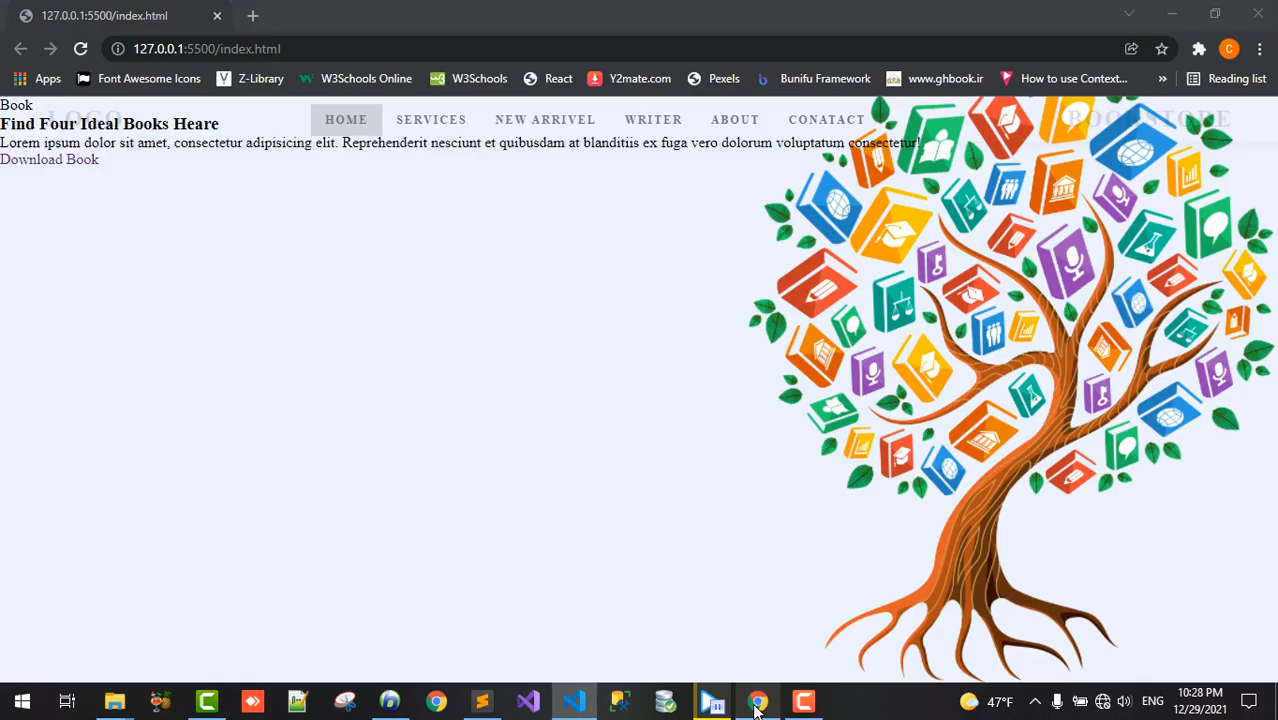 127.0.0.1:5500/index.html
127.0.0.1:5500/index.html
C
Apps Font Awesome Icons Z-Library W3Schools Online W3Schools React Y2mate.com Pexels Bunifu Framework www.ghbook.ir How to use Context... » Reading list
Book
LOGO HOME SERVICES NEW ARRIVEL WRITER ABOUT CONATACT BOOK STORE
Find Four Ideal Books Heare
Lorem ipsum dolor sit amet, consectetur adipisicing elit. Reprehenderit nesciunt et quibusdam at blanditiis ex fuga vero dolorum voluptatum consectetur!
Download Book
47°F ENG 10:28 PM
12/29/2021